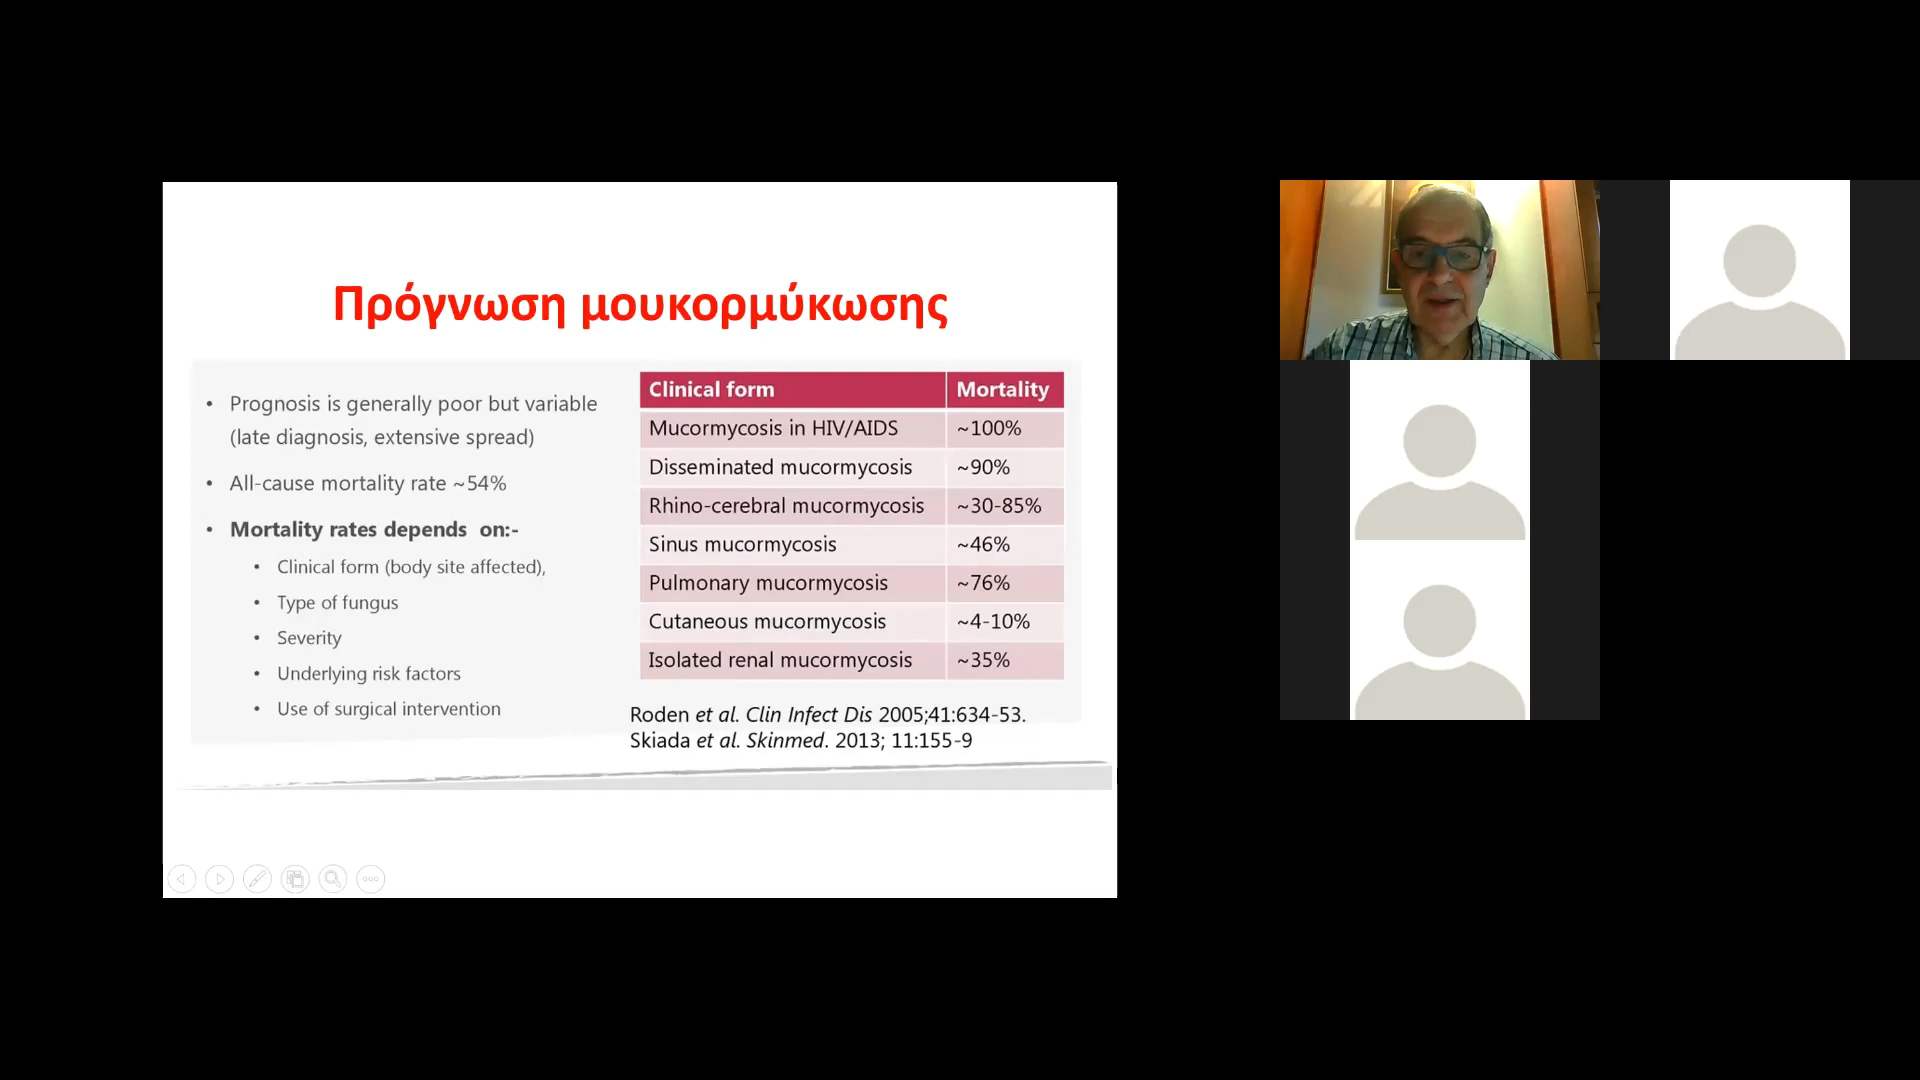 Πρόγνωση μουκορμύκωσης
• Prognosis is generally poor but variable
(late diagnosis, extensive spread)
• All-cause mortality rate ~54%
• Mortality rates depends on:-
• Clinical form (body site affected),
• Type of fungus
• Severity
• Underlying risk factors
• Use of surgical intervention
Clinical form Mortality
Mucormycosis in HIV/AIDS ~100%
Disseminated mucormycosis ~90%
Rhino-cerebral mucormycosis ~30-85%
Sinus mucormycosis ~46%
Pulmonary mucormycosis ~76%
Cutaneous mucormycosis ~4-10%
Isolated renal mucormycosis ~35%
Roden et al. Clin Infect Dis 2005;41:634-53.
Skiada et al. Skinmed. 2013; 11:155-9